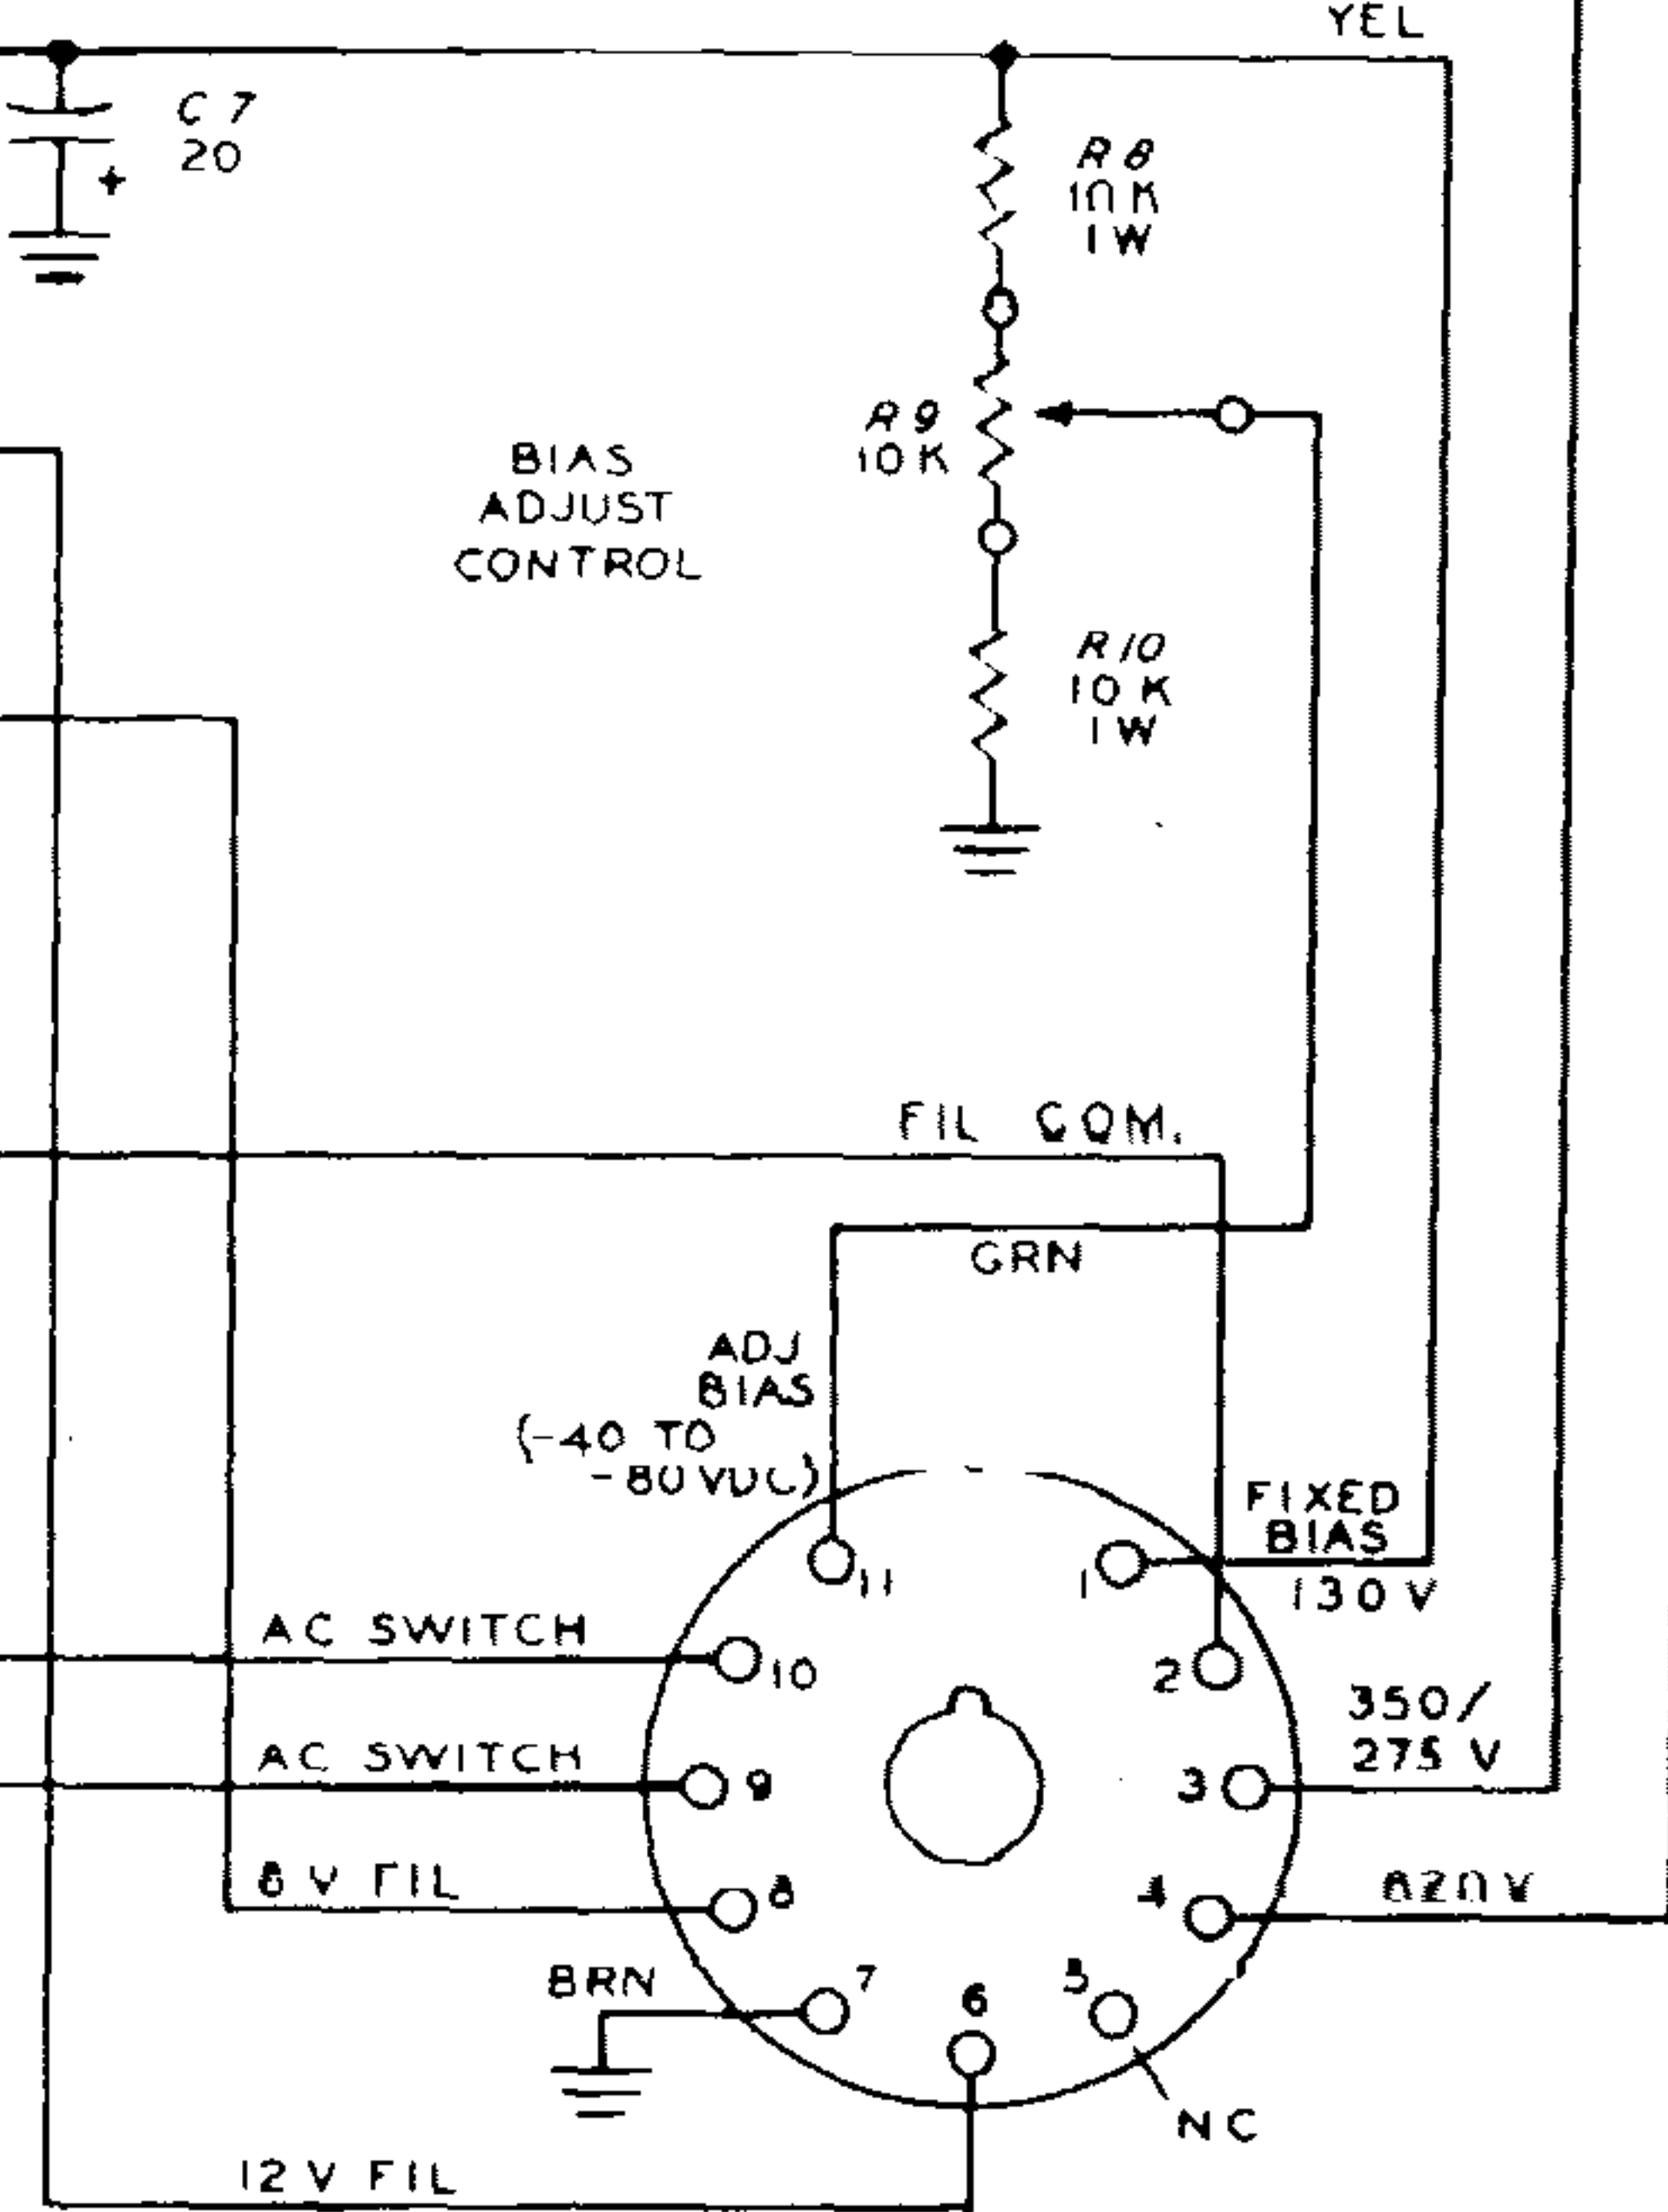 YEL
C 7
20
R 8
10 K
1 W
R 9
10 K
BIAS
ADJUST
CONTROL
R 10
10 K
1 W
FIL COM.
GRN
ADJ
BIAS
(-40 TO
-80 VDC)
FIXED
BIAS
130 V
11
1
AC SWITCH
10
2
350/
275 V
AC SWITCH
9
3
6 V FIL
8
4
820 V
BRN
7
6
5
NC
12 V FIL